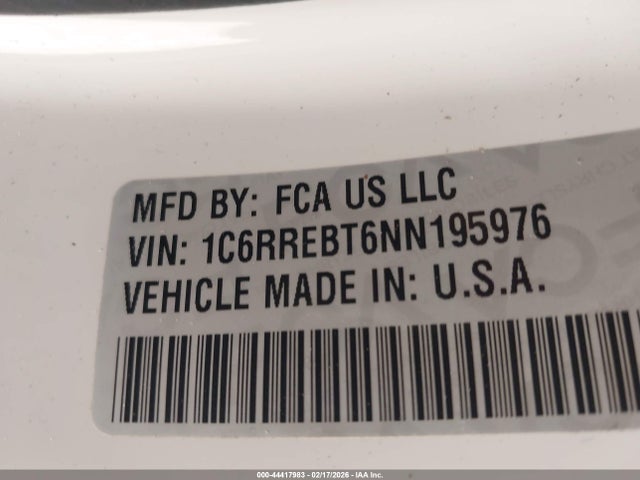 MFD BY: FCA US LLC
VIN: 1C6RREBT6NN195976
VEHICLE MADE IN: U.S.A.
000-44417983 - 02/17/2026 - IAA Inc.